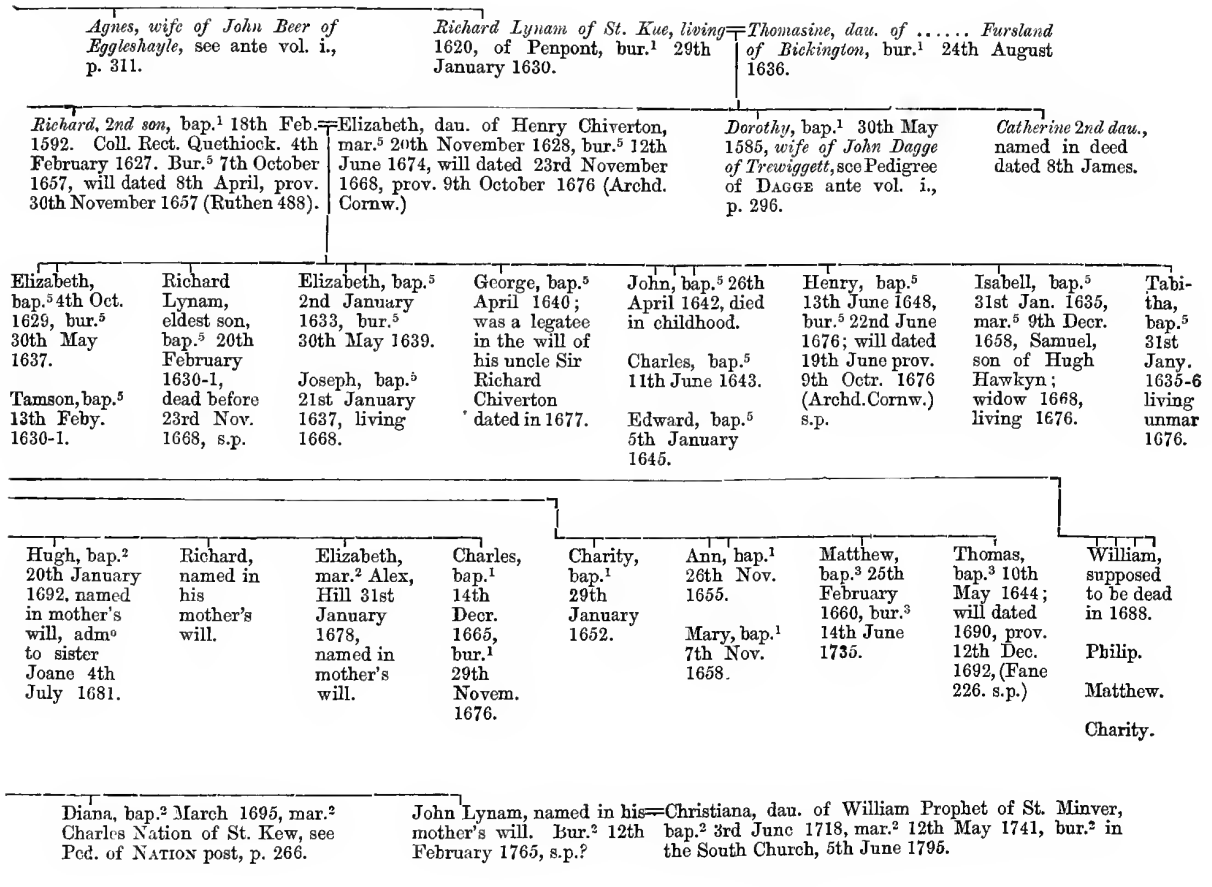 Agnes, wife of John Beer of
Eggleshayle, see ante vol. i.,
p. 311.
Richard Lynam of St. Kue, living=Thomasine, dau. of ...... Fursland
1620, of Penpont, bur.¹ 29th
January 1630.
of Bickington, bur.¹ 24th August
1636.
Richard, 2nd son, bap.¹ 18th Feb.=Elizabeth, dau. of Henry Chiverton,
1592. Coll. Rect. Quethiock. 4th
February 1627. Bur.⁵ 7th October
1657, will dated 8th April, prov.
30th November 1657 (Ruthen 488).
mar.⁵ 20th November 1628, bur.⁵ 12th
June 1674, will dated 23rd November
1668, prov. 9th October 1676 (Archd.
Cornw.)
Dorothy, bap.¹ 30th May
1585, wife of John Dagge
of Trewiggett, see Pedigree
of DAGGE ante vol. i.,
p. 296.
Catherine 2nd dau.,
named in deed
dated 8th James.
Elizabeth,
bap.⁵ 4th Oct.
1629, bur.⁵
30th May
1637.
Tamson, bap.⁵
13th Feby.
1630-1.
Richard
Lynam,
eldest son,
bap.⁵ 20th
February
1630-1,
dead before
23rd Nov.
1668, s.p.
Elizabeth, bap.⁵
2nd January
1633, bur.⁵
30th May 1639.
Joseph, bap.⁵
21st January
1637, living
1668.
George, bap.⁵
April 1640;
was a legatee
in the will of
his uncle Sir
Richard
Chiverton
dated in 1677.
John, bap.⁵ 26th
April 1642, died
in childhood.
Charles, bap.⁵
11th June 1643.
Edward, bap.⁵
5th January
1645.
Henry, bap.⁵
13th June 1648,
bur.⁵ 22nd June
1676; will dated
19th June prov.
9th Octr. 1676
(Archd. Cornw.)
s.p.
Isabell, bap.⁵
31st Jan. 1635,
mar.⁵ 9th Decr.
1658, Samuel,
son of Hugh
Hawkyn;
widow 1668,
living 1676.
Tabi-
tha,
bap.⁵
31st
Jany.
1635-6
living
unmar
1676.
Hugh, bap.²
20th January
1692, named
in mother's
will, admº
to sister
Joane 4th
July 1681.
Richard,
named in
his
mother's
will.
Elizabeth,
mar.² Alex,
Hill 31st
January
1678,
named in
mother's
will.
Charles,
bap.¹
14th
Decr.
1665,
bur.¹
29th
Novem.
1676.
Charity,
bap.¹
29th
January
1652.
Ann, bap.¹
26th Nov.
1655.
Mary, bap.¹
7th Nov.
1658.
Matthew,
bap.³ 25th
February
1660, bur.³
14th June
1735.
Thomas,
bap.³ 10th
May 1644;
will dated
1690, prov.
12th Dec.
1692, (Fane
226. s.p.)
William,
supposed
to be dead
in 1688.
Philip.
Matthew.
Charity.
Diana, bap.² March 1695, mar.²
Charles Nation of St. Kew, see
Ped. of NATION post, p. 266.
John Lynam, named in his=Christiana, dau. of William Prophet of St. Minver,
mother's will. Bur.² 12th
February 1765, s.p.?
bap.² 3rd June 1718, mar.² 12th May 1741, bur.² in
the South Church, 5th June 1795.